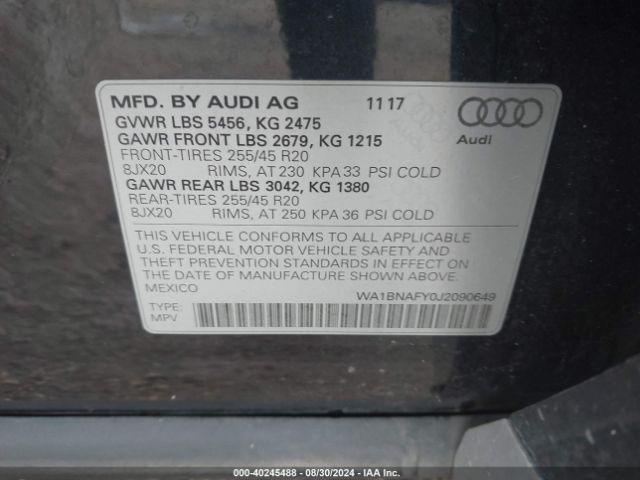 MFD. BY AUDI AG 11 17
Audi
GVWR LBS 5456, KG 2475
GAWR FRONT LBS 2679, KG 1215
FRONT-TIRES 255/45 R20
8JX20 RIMS, AT 230 KPA 33 PSI COLD
GAWR REAR LBS 3042, KG 1380
REAR-TIRES 255/45 R20
8JX20 RIMS, AT 250 KPA 36 PSI COLD
THIS VEHICLE CONFORMS TO ALL APPLICABLE
U.S. FEDERAL MOTOR VEHICLE SAFETY AND
THEFT PREVENTION STANDARDS IN EFFECT ON
THE DATE OF MANUFACTURE SHOWN ABOVE.
MEXICO WA1BNAFY0J2090649
TYPE:
MPV
000-40245488 - 08/30/2024 - IAA Inc.